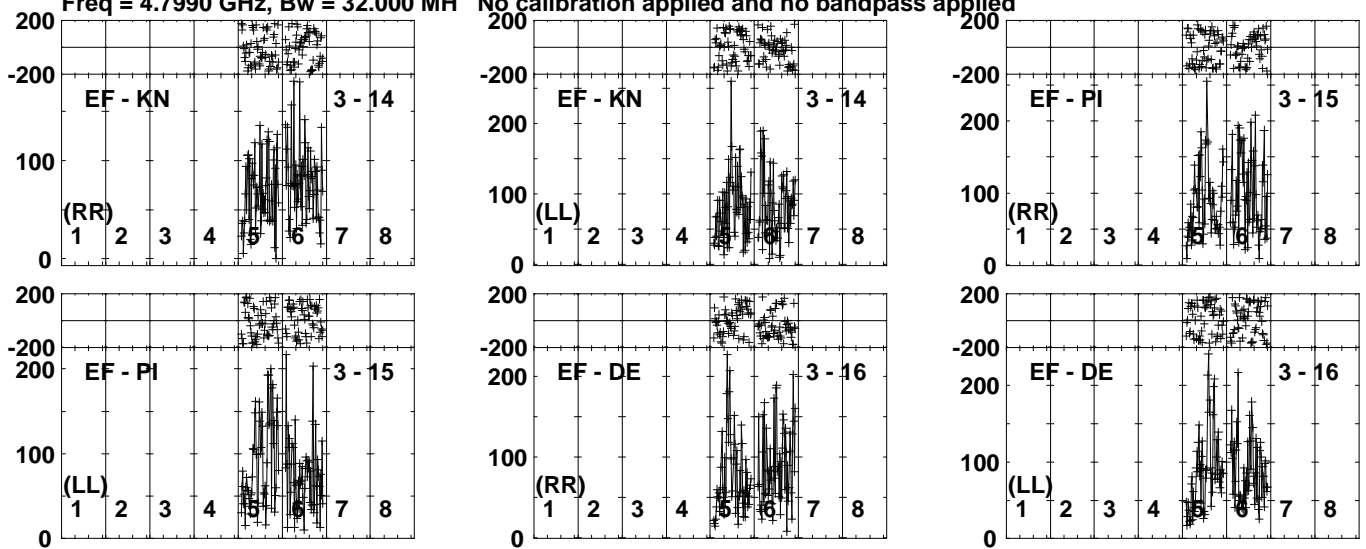 Freq = 4.7990 GHz, Bw = 32.000 MH No calibration applied and no bandpass applied
200
-200
EF - KN 3 - 14
100
(RR)
1 2 3 4 5 6 7 8
0
200
-200
EF - KN 3 - 14
200
100
(LL)
1 2 3 4 5 6 7 8
0
200
-200
EF - PI 3 - 15
200
100
(RR)
1 2 3 4 5 6 7 8
0
200
-200
EF - PI 3 - 15
200
100
(LL)
1 2 3 4 5 6 7 8
0
200
-200
EF - DE 3 - 16
200
100
(RR)
1 2 3 4 5 6 7 8
0
200
-200
EF - DE 3 - 16
200
100
(LL)
1 2 3 4 5 6 7 8
0